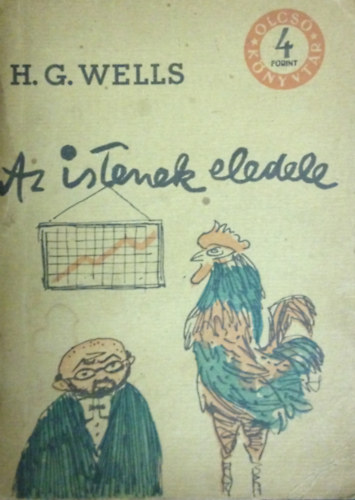 OLCSÓ KÖNYVTÁR
4
FORINT
H. G. WELLS
Az istenek eledele